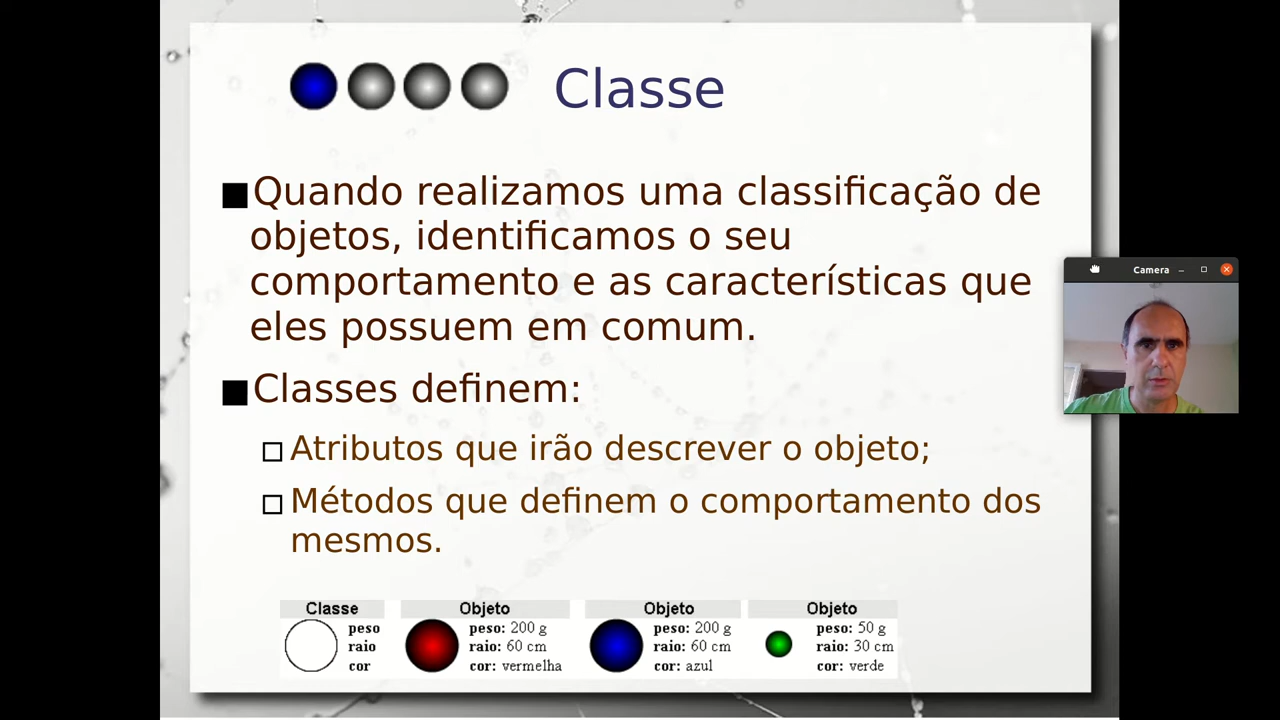 Classe
■Quando realizamos uma classificação de
objetos, identificamos o seu
comportamento e as características que
eles possuem em comum.
■Classes definem:
□ Atributos que irão descrever o objeto;
□ Métodos que definem o comportamento dos
mesmos.
Camera
Classe
peso
raio
cor
Objeto
peso: 200 g
raio: 60 cm
cor: vermelha
Objeto
peso: 200 g
raio: 60 cm
cor: azul
Objeto
peso: 50 g
raio: 30 cm
cor: verde